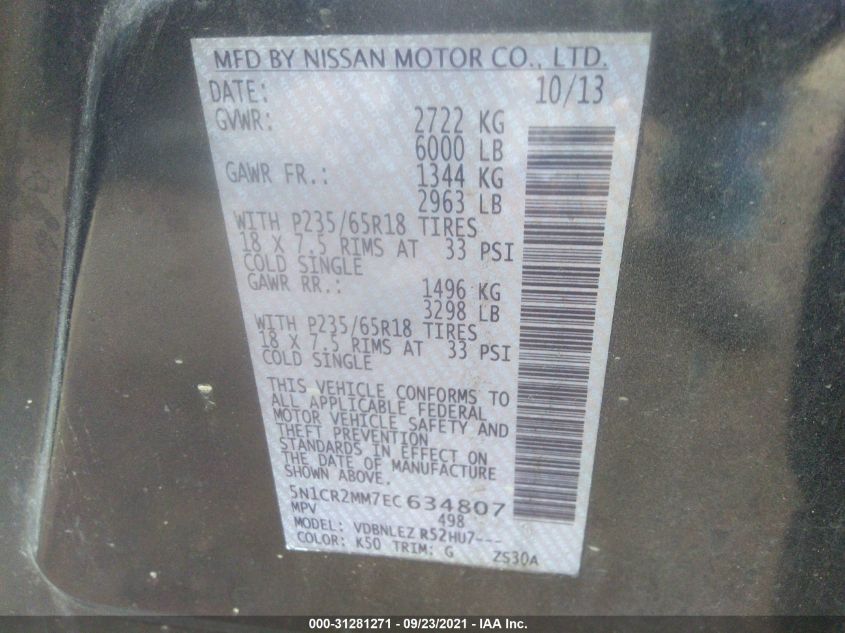 MFD BY NISSAN MOTOR CO., LTD.
DATE: 10/13
GVWR: 2722 KG
6000 LB
GAWR FR.: 1344 KG
2963 LB
WITH P235/65R18 TIRES
18 X 7.5 RIMS AT 33 PSI
COLD SINGLE
GAWR RR.: 1496 KG
3298 LB
WITH P235/65R18 TIRES
18 X 7.5 RIMS AT 33 PSI
COLD SINGLE
THIS VEHICLE CONFORMS TO
ALL APPLICABLE FEDERAL
MOTOR VEHICLE SAFETY AND
THEFT PREVENTION
STANDARDS IN EFFECT ON
THE DATE OF MANUFACTURE
SHOWN ABOVE.
5N1CR2MM7EC634807
MPV 498
MODEL: VDBNLEZ R52HU7---
COLOR: K50 TRIM: G ZS30A
000-31281271 - 09/23/2021 - IAA Inc.